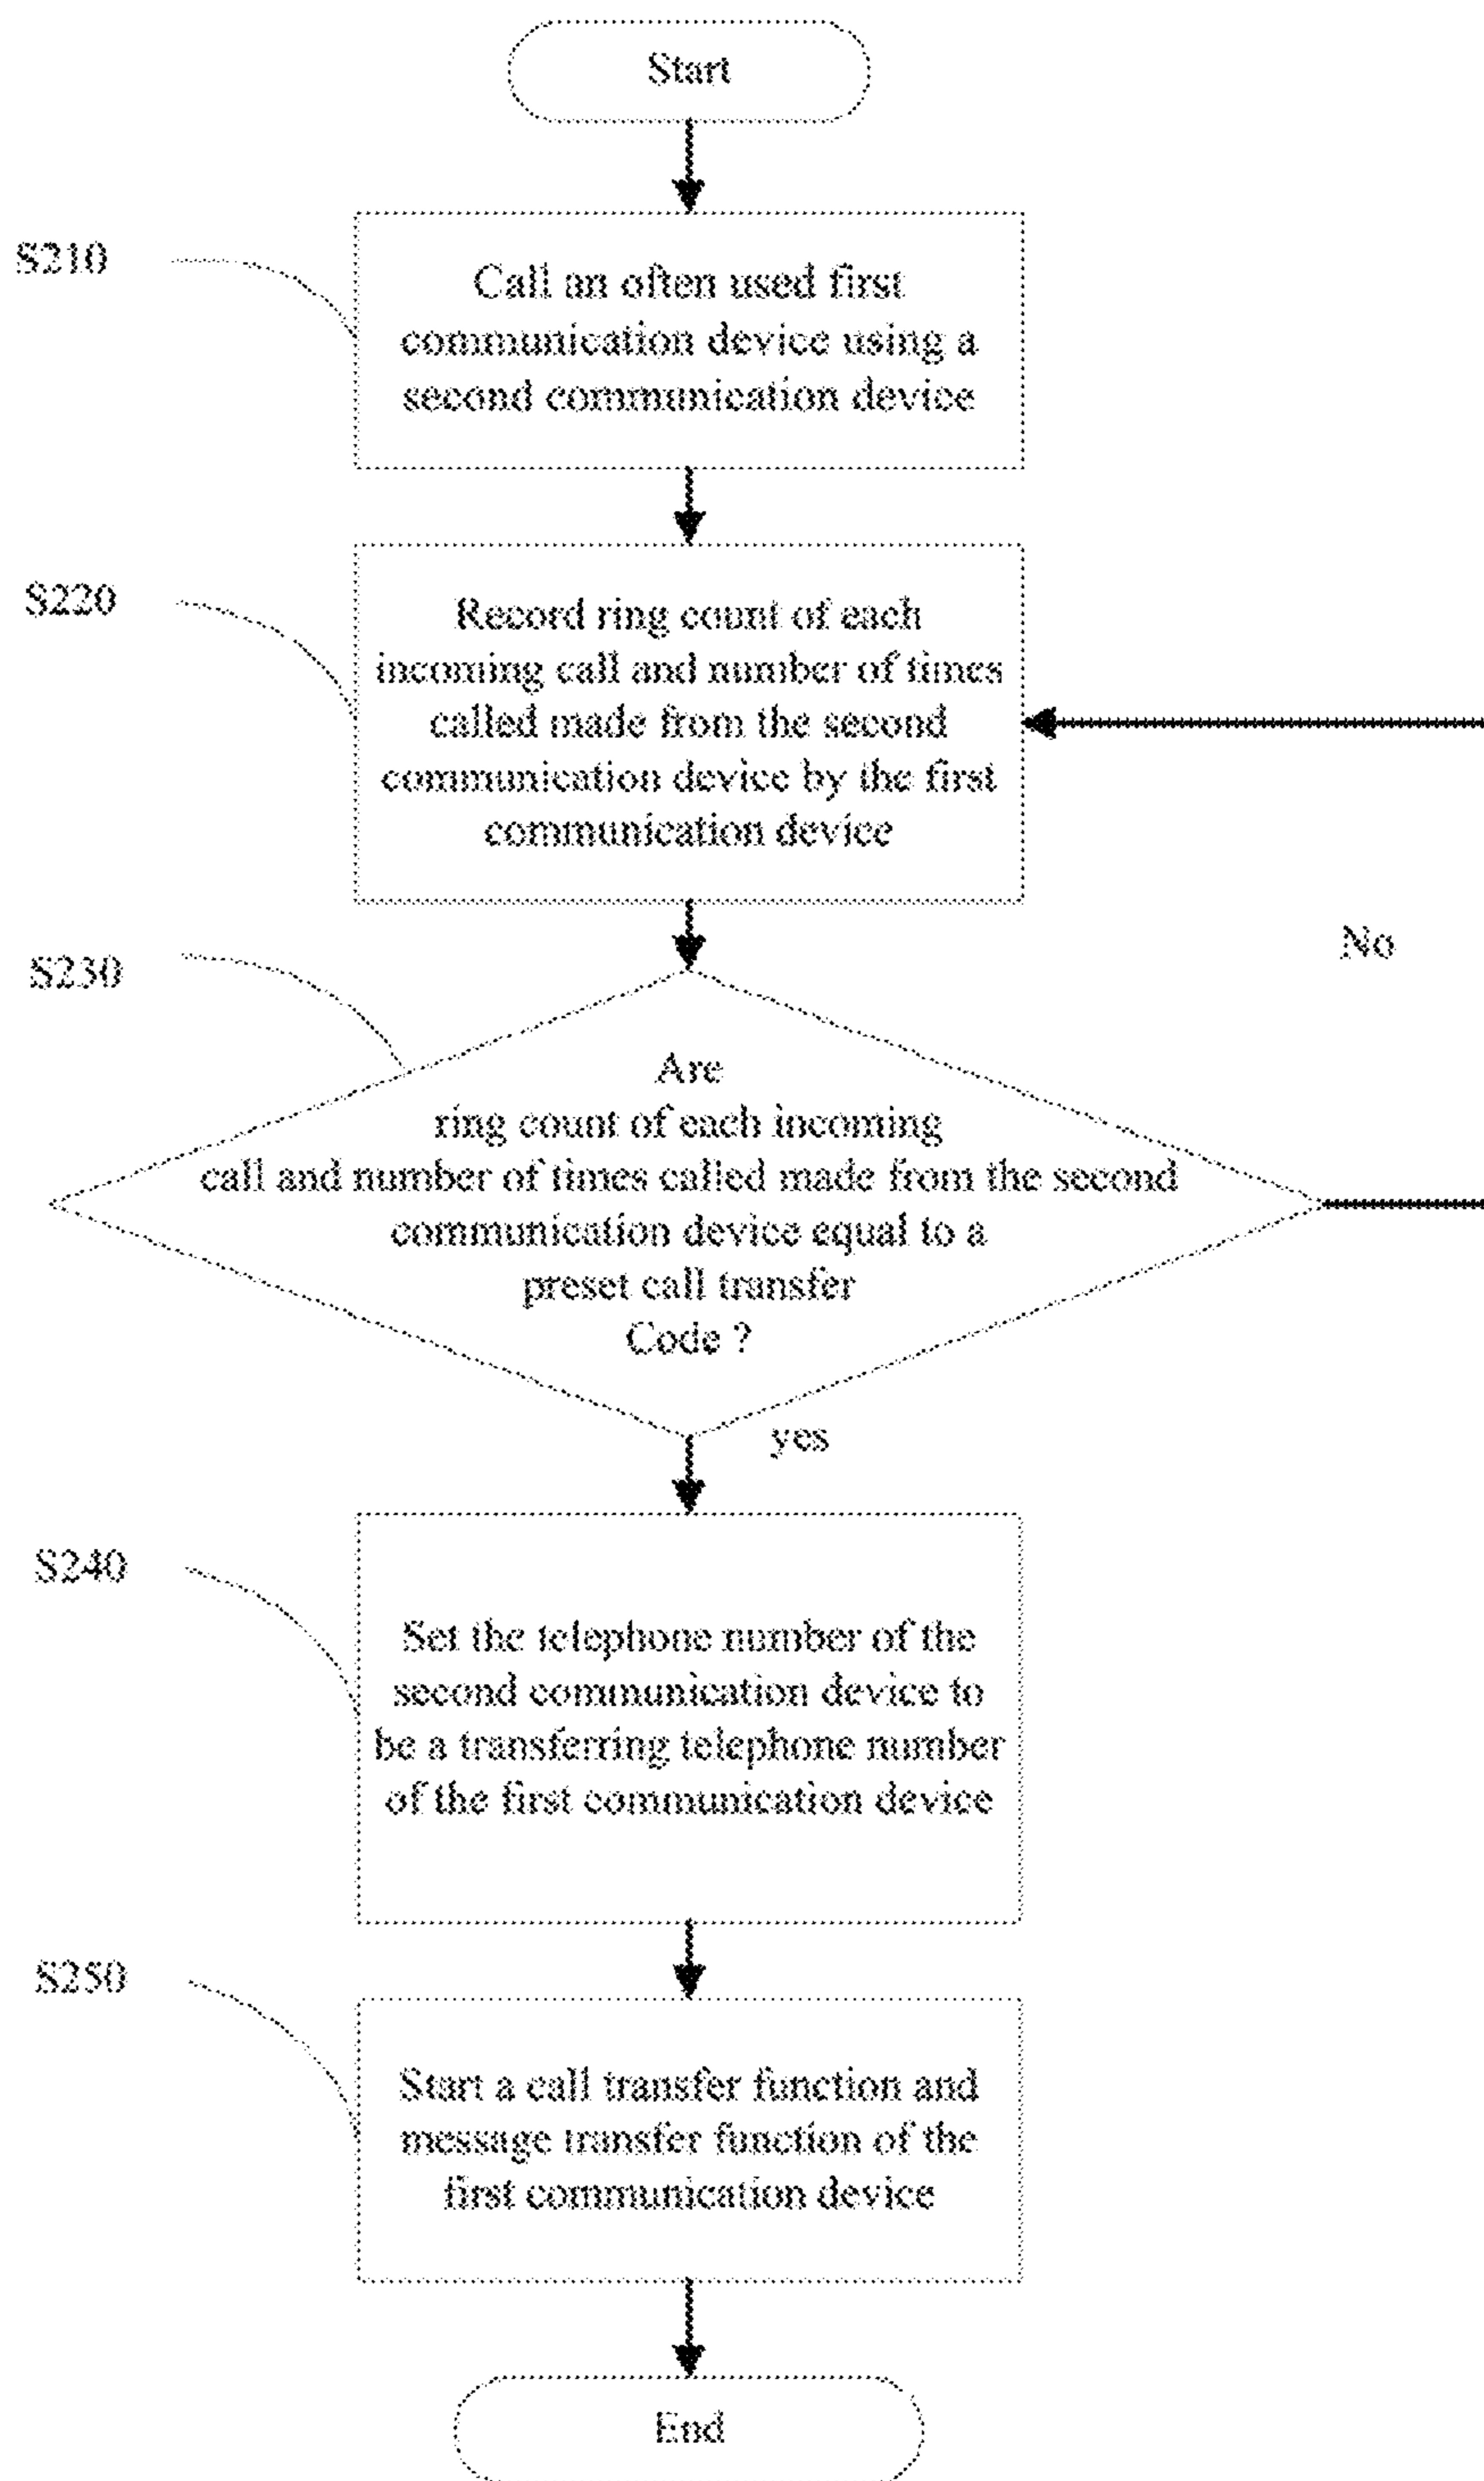 Start
S210
Call an often used first
communication device using a
second communication device
S220
Record ring count of each
incoming call and number of times
called made from the second
communication device by the first
communication device
No
S230
Are
ring count of each incoming
call and number of times called made from the second
communication device equal to a
preset call transfer
Code ?
yes
S240
Set the telephone number of the
second communication device to
be a transferring telephone number
of the first communication device
S250
Start a call transfer function and
message transfer function of the
first communication device
End